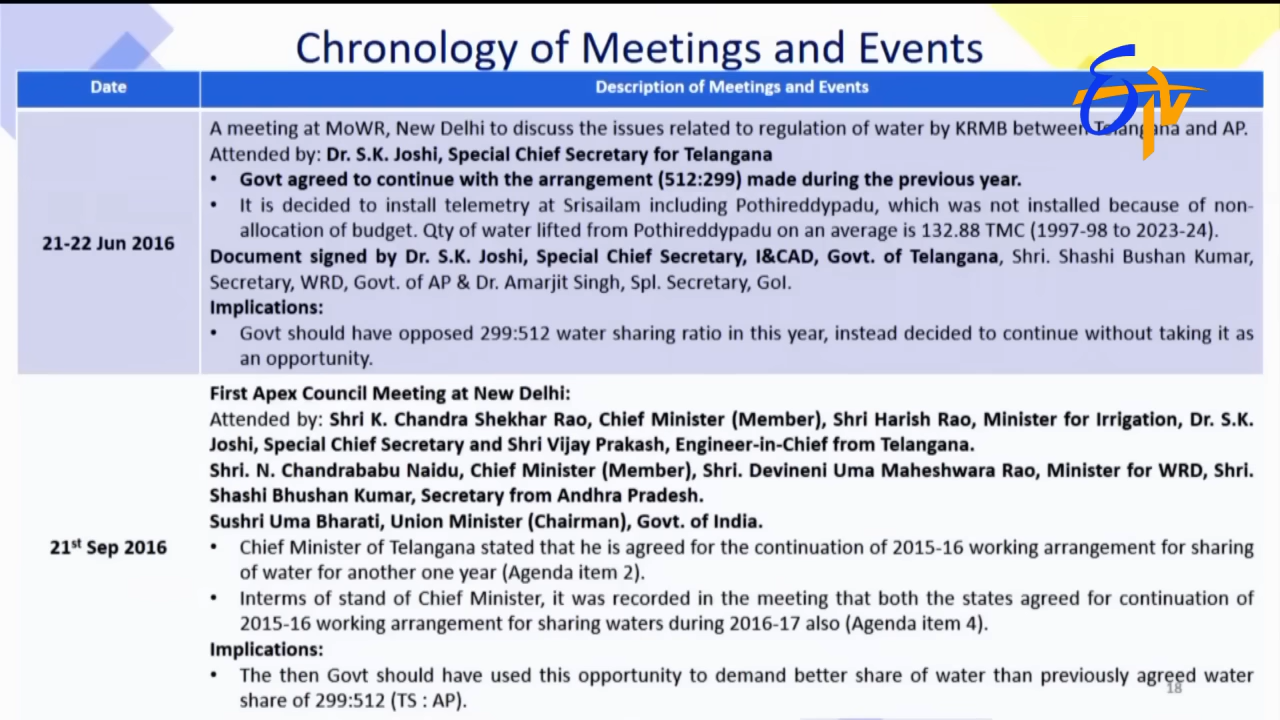 Chronology of Meetings and Events
Date
Description of Meetings and Events
21-22 Jun 2016
A meeting at MoWR, New Delhi to discuss the issues related to regulation of water by KRMB between Telangana and AP.
Attended by: Dr. S.K. Joshi, Special Chief Secretary for Telangana
• Govt agreed to continue with the arrangement (512:299) made during the previous year.
• It is decided to install telemetry at Srisailam including Pothireddypadu, which was not installed because of non-
allocation of budget. Qty of water lifted from Pothireddypadu on an average is 132.88 TMC (1997-98 to 2023-24).
Document signed by Dr. S.K. Joshi, Special Chief Secretary, I&CAD, Govt. of Telangana, Shri. Shashi Bushan Kumar,
Secretary, WRD, Govt. of AP & Dr. Amarjit Singh, Spl. Secretary, GoI.
Implications:
• Govt should have opposed 299:512 water sharing ratio in this year, instead decided to continue without taking it as
an opportunity.
21st Sep 2016
First Apex Council Meeting at New Delhi:
Attended by: Shri K. Chandra Shekhar Rao, Chief Minister (Member), Shri Harish Rao, Minister for Irrigation, Dr. S.K.
Joshi, Special Chief Secretary and Shri Vijay Prakash, Engineer-in-Chief from Telangana.
Shri. N. Chandrababu Naidu, Chief Minister (Member), Shri. Devineni Uma Maheshwara Rao, Minister for WRD, Shri.
Shashi Bhushan Kumar, Secretary from Andhra Pradesh.
Sushri Uma Bharati, Union Minister (Chairman), Govt. of India.
• Chief Minister of Telangana stated that he is agreed for the continuation of 2015-16 working arrangement for sharing
of water for another one year (Agenda item 2).
• Interms of stand of Chief Minister, it was recorded in the meeting that both the states agreed for continuation of
2015-16 working arrangement for sharing waters during 2016-17 also (Agenda item 4).
Implications:
• The then Govt should have used this opportunity to demand better share of water than previously agreed water
share of 299:512 (TS : AP).
18
ఈtv